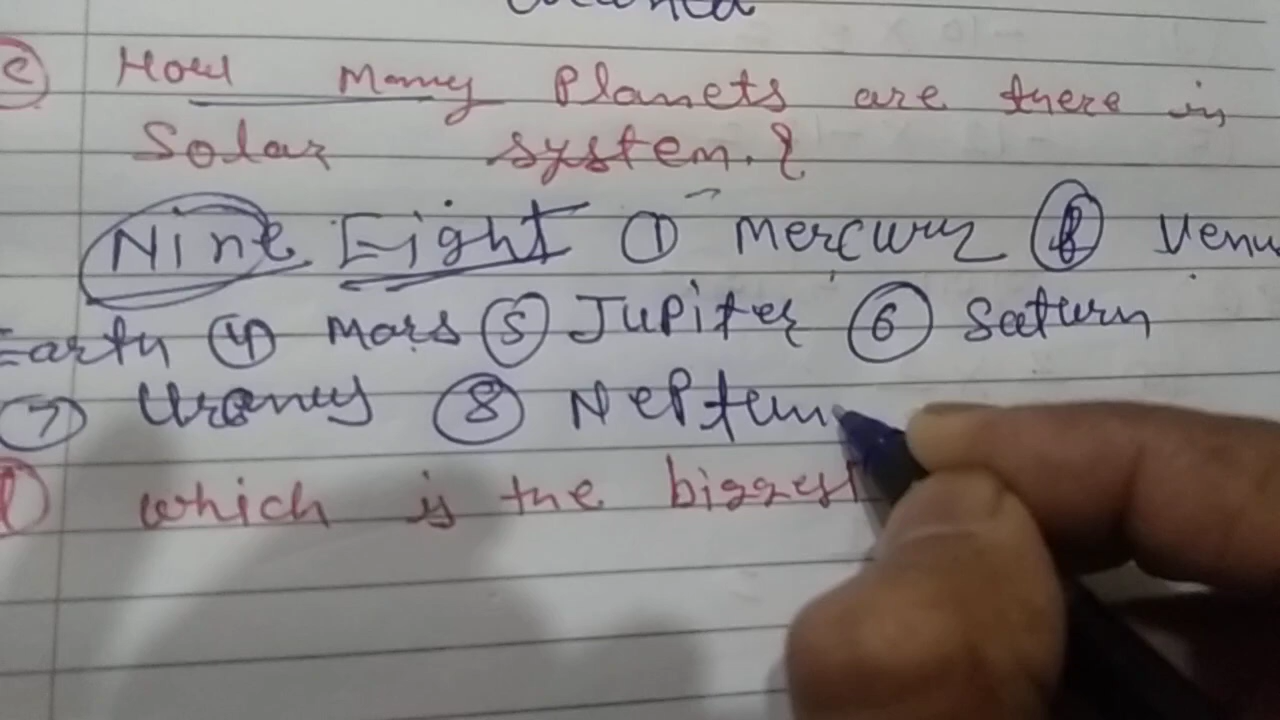 e How Many Planets are there in
Solar system.?
Nine Eight ① Mercury Venu
Earth ④ Mars ⑤ Jupiter ⑥ Saturn
⑦ Uranus ⑧ Neptun
which is the biggest